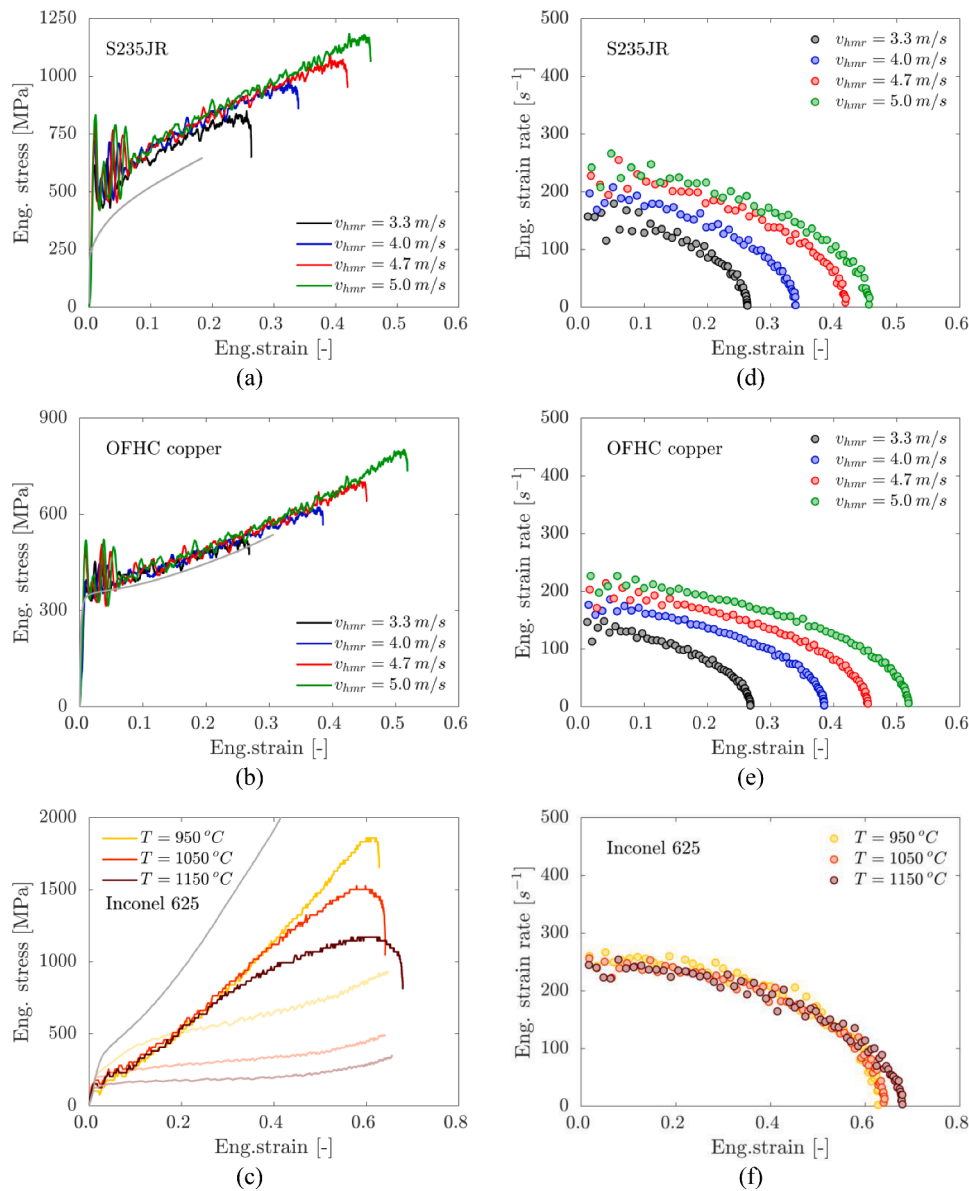 S235JR
Eng. stress [MPa]
1250
1000
750
500
250
0
v_hmr = 3.3 m/s
v_hmr = 4.0 m/s
v_hmr = 4.7 m/s
v_hmr = 5.0 m/s
0.0 0.1 0.2 0.3 0.4 0.5 0.6
Eng.strain [-]
(a)
S235JR
Eng. strain rate [s⁻¹]
500
400
300
200
100
0
v_hmr = 3.3 m/s
v_hmr = 4.0 m/s
v_hmr = 4.7 m/s
v_hmr = 5.0 m/s
0.0 0.1 0.2 0.3 0.4 0.5 0.6
Eng.strain [-]
(d)
OFHC copper
Eng. stress [MPa]
900
600
300
0
v_hmr = 3.3 m/s
v_hmr = 4.0 m/s
v_hmr = 4.7 m/s
v_hmr = 5.0 m/s
0.0 0.1 0.2 0.3 0.4 0.5 0.6
Eng.strain [-]
(b)
OFHC copper
Eng. strain rate [s⁻¹]
500
400
300
200
100
0
v_hmr = 3.3 m/s
v_hmr = 4.0 m/s
v_hmr = 4.7 m/s
v_hmr = 5.0 m/s
0.0 0.1 0.2 0.3 0.4 0.5 0.6
Eng.strain [-]
(e)
Eng. stress [MPa]
2000
1500
1000
500
0
T = 950 °C
T = 1050 °C
T = 1150 °C
Inconel 625
0.0 0.2 0.4 0.6 0.8
Eng.strain [-]
(c)
Inconel 625
Eng. strain rate [s⁻¹]
500
400
300
200
100
0
T = 950 °C
T = 1050 °C
T = 1150 °C
0.0 0.2 0.4 0.6 0.8
Eng.strain [-]
(f)